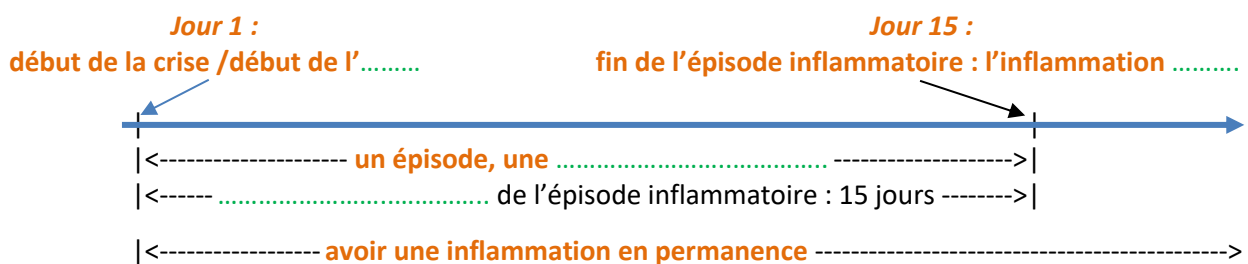 Jour 1 :
Jour 15 :
début de la crise /début de l’………
fin de l’épisode inflammatoire : l’inflammation ……….
|<-------------------- un épisode, une ……………………..………….. ------------------->|
|<------ ……………………..………….. de l’épisode inflammatoire : 15 jours -------->|
|<----------------- avoir une inflammation en permanence -------------------------------------------->